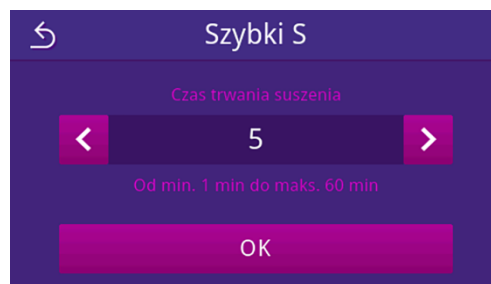 Szybki S
Czas trwania suszenia
5
Od min. 1 min do maks. 60 min
OK